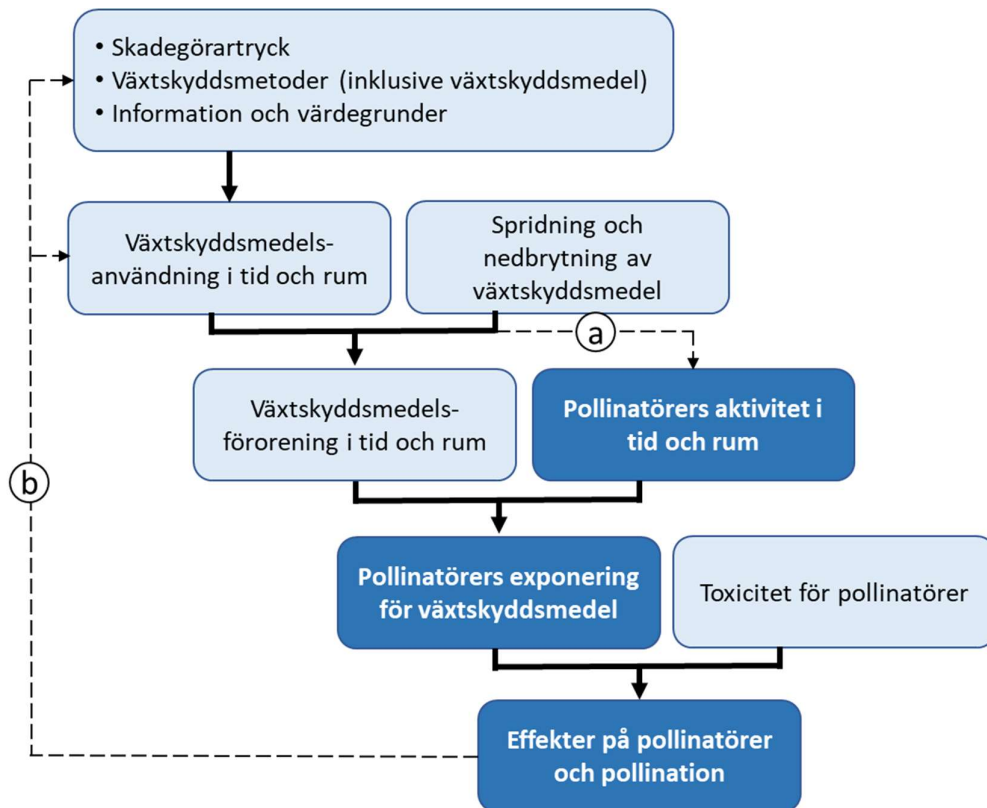 • Skadegörartryck
• Växtskyddsmetoder (inklusive växtskyddsmedel)
• Information och värdegrunder
Växtskyddsmedels-
användning i tid och rum
Spridning och
nedbrytning av
växtskyddsmedel
a
Växtskyddsmedels-
förorening i tid och rum
Pollinatörers aktivitet i
tid och rum
b
Pollinatörers exponering
för växtskyddsmedel
Toxicitet för pollinatörer
Effekter på pollinatörer
och pollination